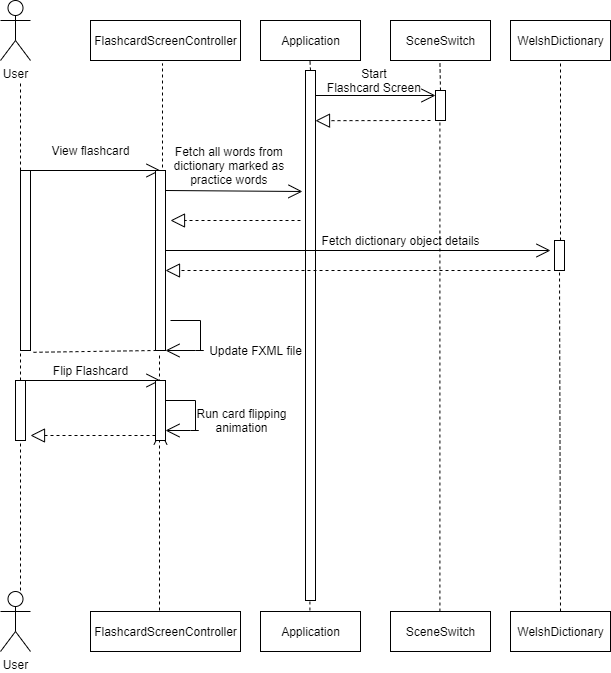 User
FlashcardScreenController
Application
SceneSwitch
WelshDictionary
Start
Flashcard Screen
View flashcard
Fetch all words from
dictionary marked as
practice words
Fetch dictionary object details
Update FXML file
Flip Flashcard
Run card flipping
animation
User
FlashcardScreenController
Application
SceneSwitch
WelshDictionary